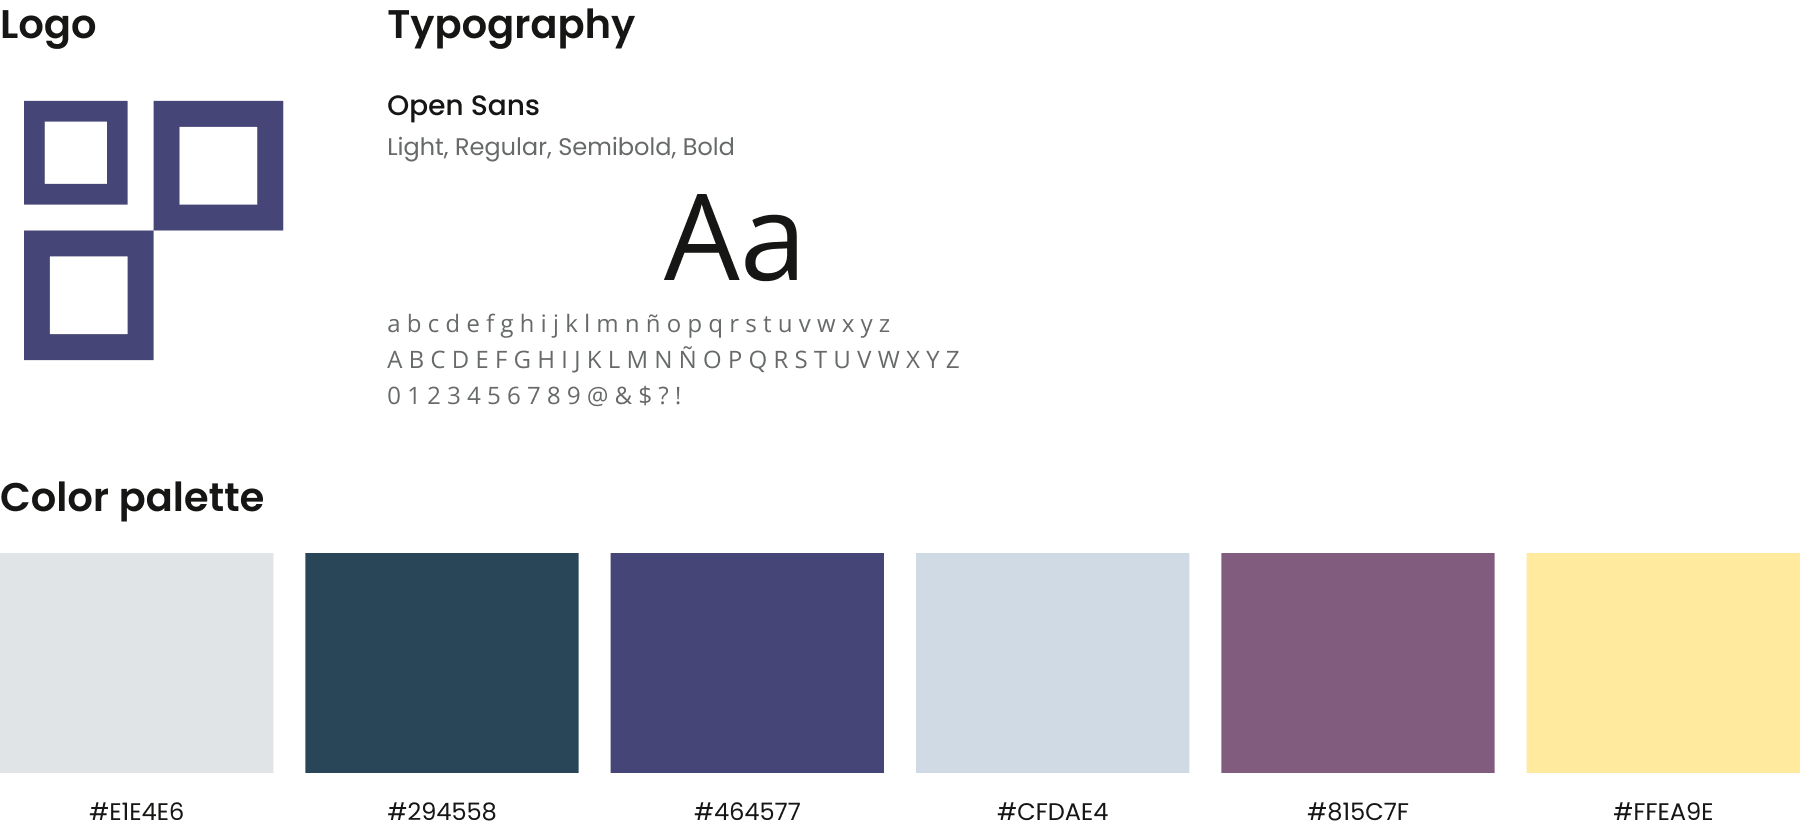 Logo
Typography
Open Sans
Light, Regular, Semibold, Bold
Aa
a b c d e f g h i j k l m n ñ o p q r s t u v w x y z
A B C D E F G H I J K L M N Ñ O P Q R S T U V W X Y Z
0 1 2 3 4 5 6 7 8 9 @ & $ ? !
Color palette
#E1E4E6
#294558
#464577
#CFDAE4
#815C7F
#FFEA9E